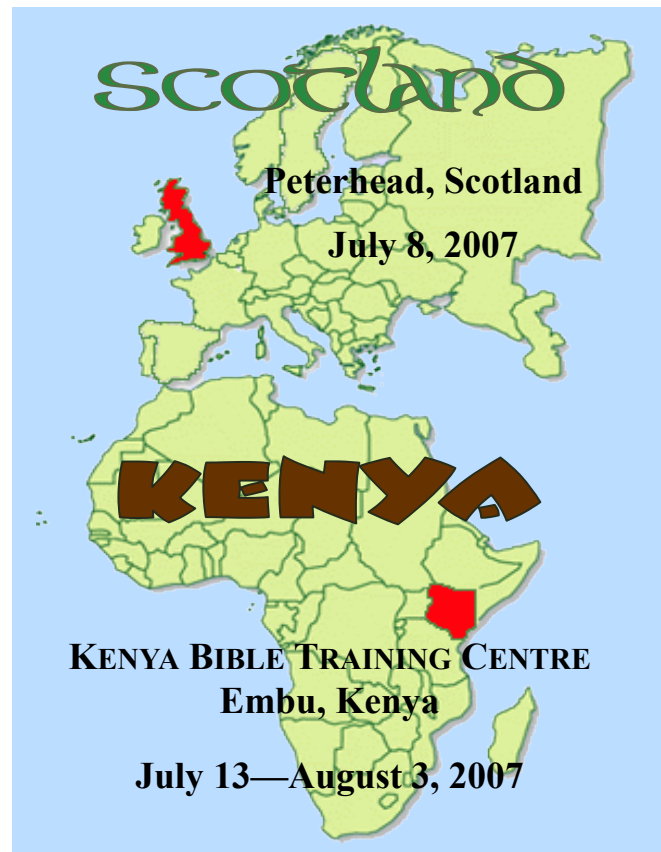 Scotland
Peterhead, Scotland
July 8, 2007
KENYA
KENYA BIBLE TRAINING CENTRE
Embu, Kenya
July 13—August 3, 2007